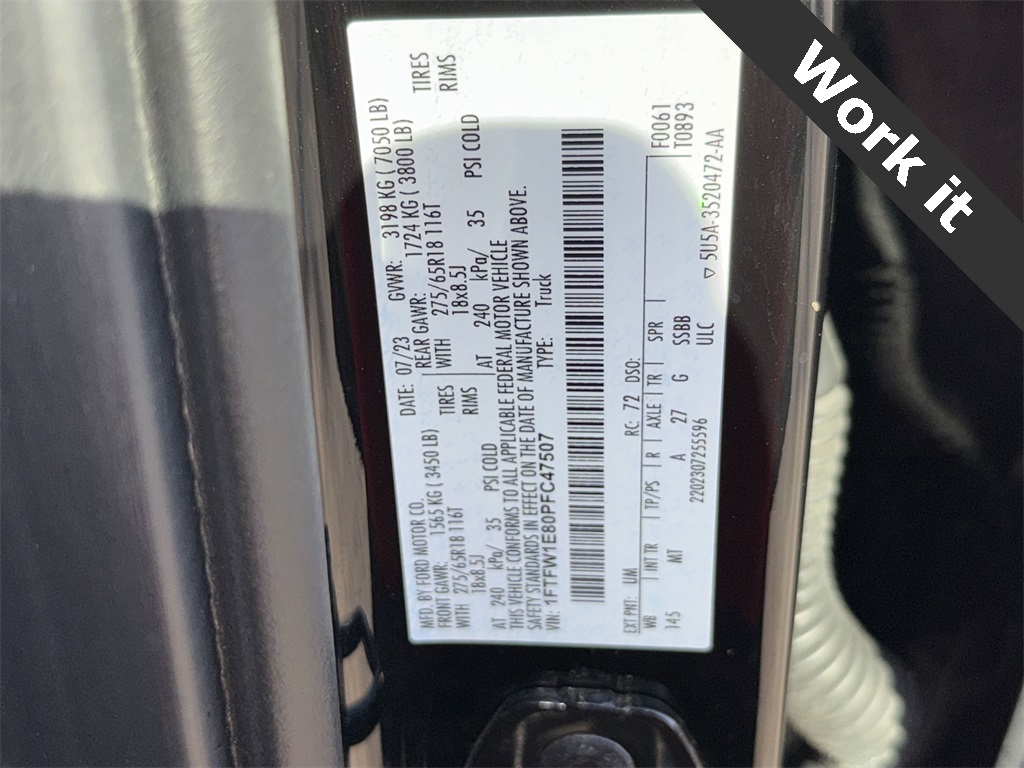 Work it
MFD. BY FORD MOTOR CO.
DATE: 07/23 GVWR: 3198 KG ( 7050 LB)
FRONT GAWR: 1565 KG ( 3450 LB)
REAR GAWR: 1724 KG ( 3800 LB)
WITH 275/65R18 116T TIRES
WITH 275/65R18 116T TIRES
18x8.5J RIMS
18x8.5J RIMS
AT 240 kPa/ 35 PSI COLD
AT 240 kPa/ 35 PSI COLD
THIS VEHICLE CONFORMS TO ALL APPLICABLE FEDERAL MOTOR VEHICLE
SAFETY STANDARDS IN EFFECT ON THE DATE OF MANUFACTURE SHOWN ABOVE.
VIN: 1FTFW1E80PFC47507 TYPE: Truck
F0061
T0893
EXT PNT: UM RC: 72 DSO:
WB INT TR TP/PS R AXLE TR SPR
145 MT A 27 G SSBB
2202307255596 ULC
▽ 5U5A-3520472-AA